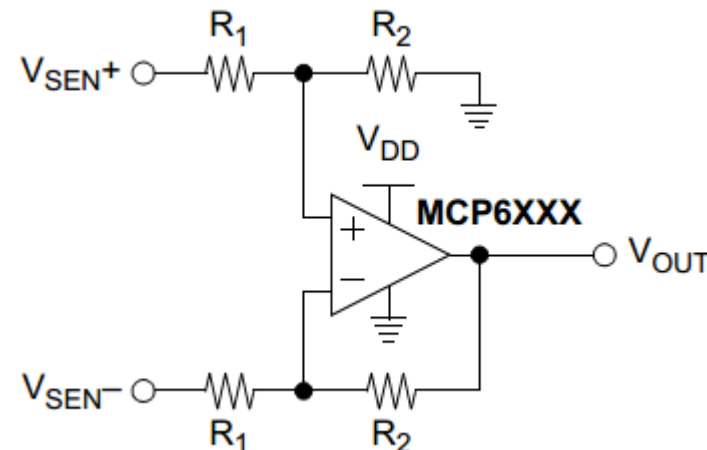 R1 R2
VSEN+
VDD
MCP6XXX
+
VOUT
−
VSEN−
R1 R2